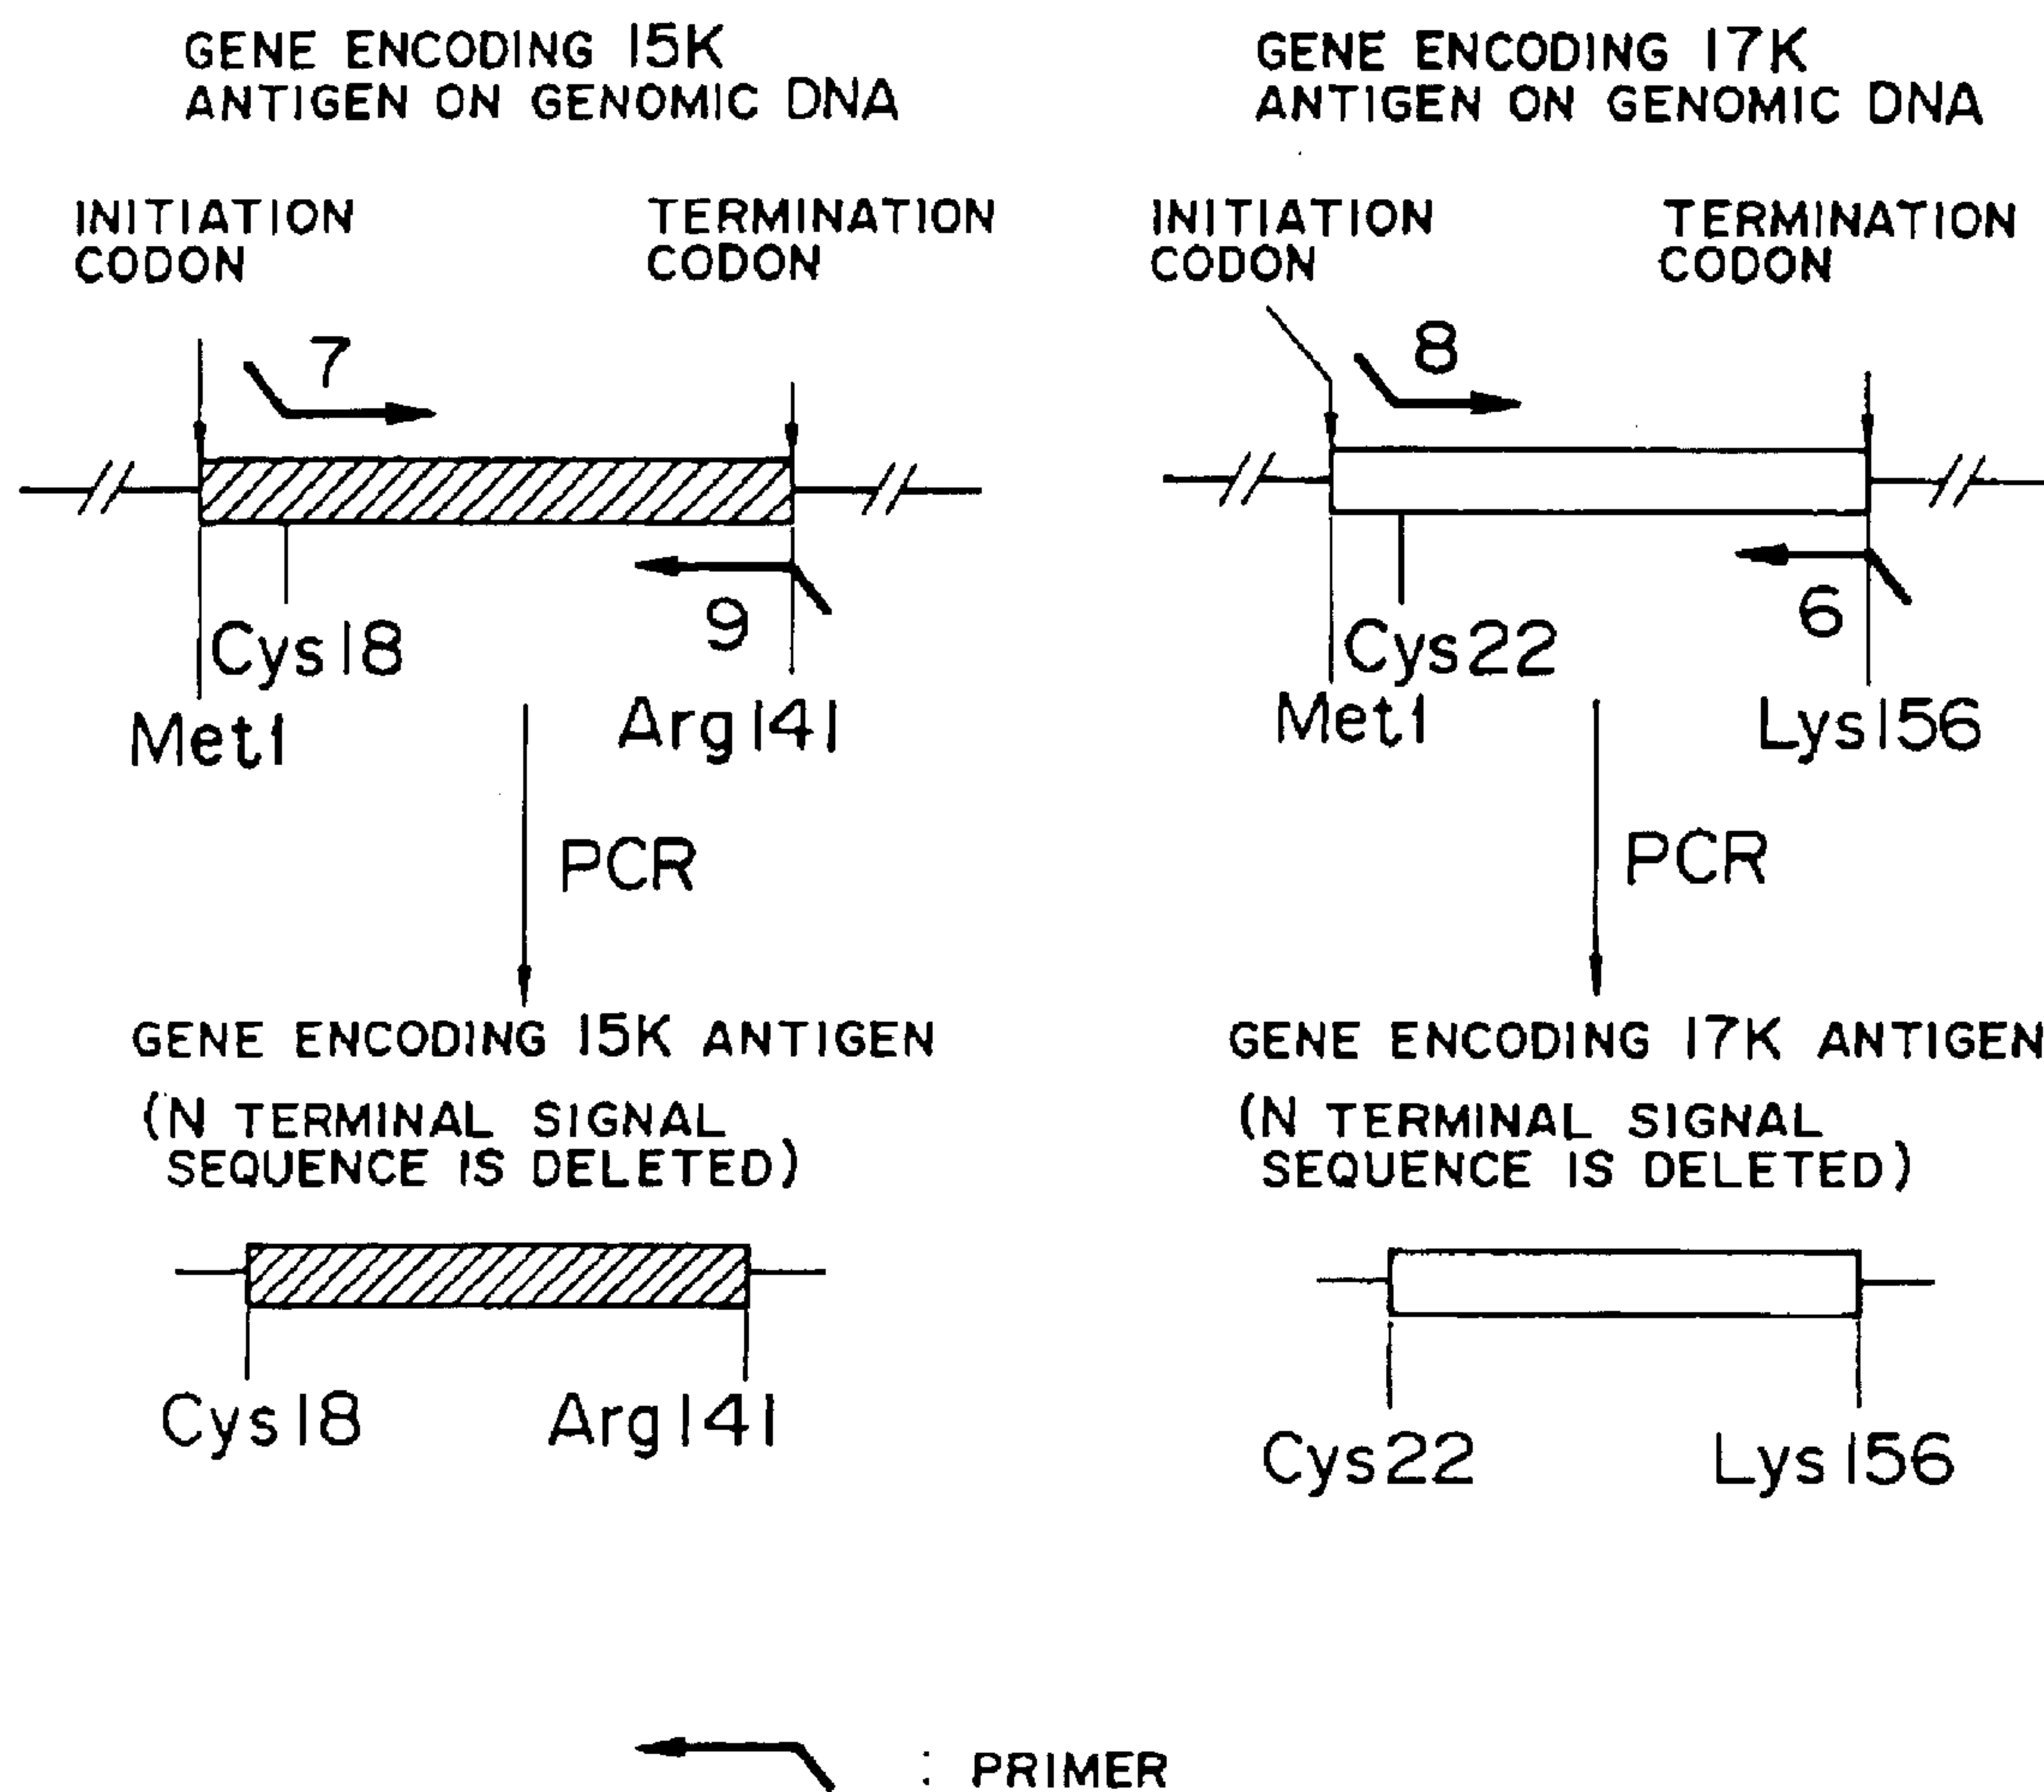 GENE ENCODING 15K
ANTIGEN ON GENOMIC DNA
INITIATION
CODON
TERMINATION
CODON
7
9
Cys18
Met1
Arg141
PCR
GENE ENCODING 15K ANTIGEN
(N TERMINAL SIGNAL
SEQUENCE IS DELETED)
Cys18
Arg141
GENE ENCODING 17K
ANTIGEN ON GENOMIC DNA
INITIATION
CODON
TERMINATION
CODON
8
6
Cys22
Met1
Lys156
PCR
GENE ENCODING 17K ANTIGEN
(N TERMINAL SIGNAL
SEQUENCE IS DELETED)
Cys22
Lys156
: PRIMER